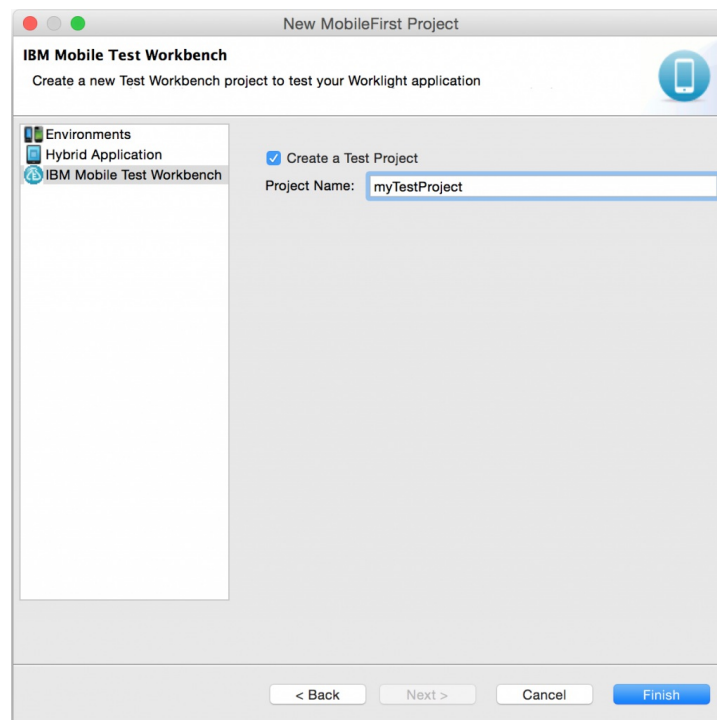 New MobileFirst Project
IBM Mobile Test Workbench
Create a new Test Workbench project to test your Worklight application
Environments
Hybrid Application
IBM Mobile Test Workbench
Create a Test Project
Project Name: myTestProject
< Back Next > Cancel Finish